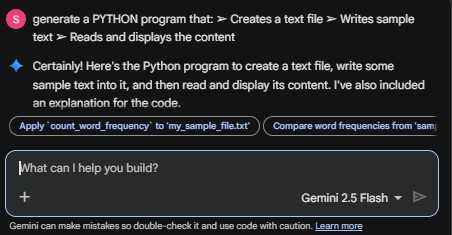 S
generate a PYTHON program that: ➢ Creates a text file ➢ Writes sample
text ➢ Reads and displays the content
Certainly! Here's the Python program to create a text file, write some
sample text into it, and then read and display its content. I've also included
an explanation for the code.
Apply `count_word_frequency` to 'my_sample_file.txt' Compare word frequencies from 'sam
What can I help you build?
+ Gemini 2.5 Flash
Gemini can make mistakes so double-check it and use code with caution. Learn more